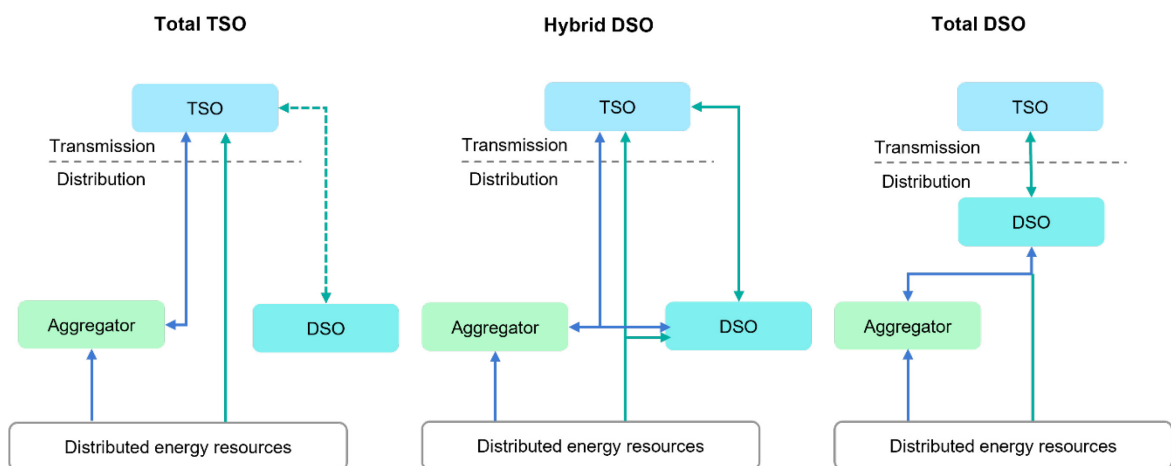 Total TSO
Hybrid DSO
Total DSO
TSO
Transmission
Distribution
Aggregator
DSO
Distributed energy resources
TSO
Transmission
Distribution
Aggregator
DSO
Distributed energy resources
TSO
Transmission
Distribution
DSO
Aggregator
Distributed energy resources